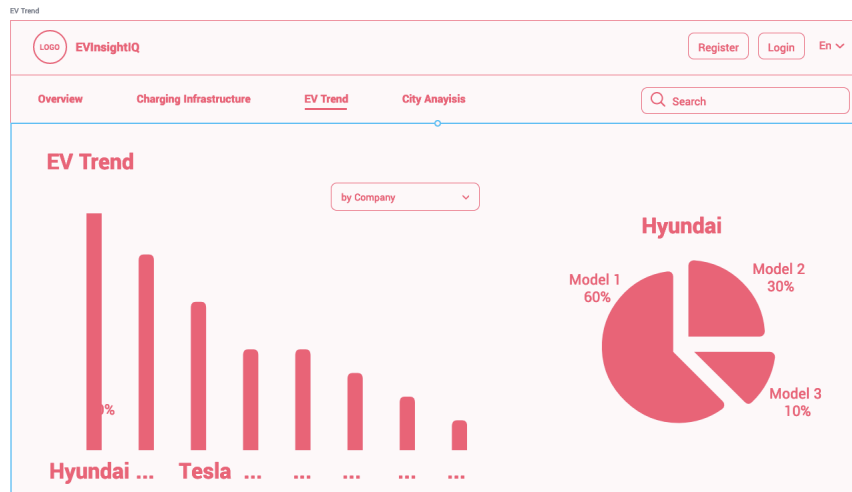 EV Trend
LOGO EVInsightIQ Register Login En
Overview Charging Infrastructure EV Trend City Anayisis Search
EV Trend
by Company
Hyundai
Model 1
60%
Model 2
30%
Model 3
10%
%
Hyundai ... Tesla ... ... ... ... ...